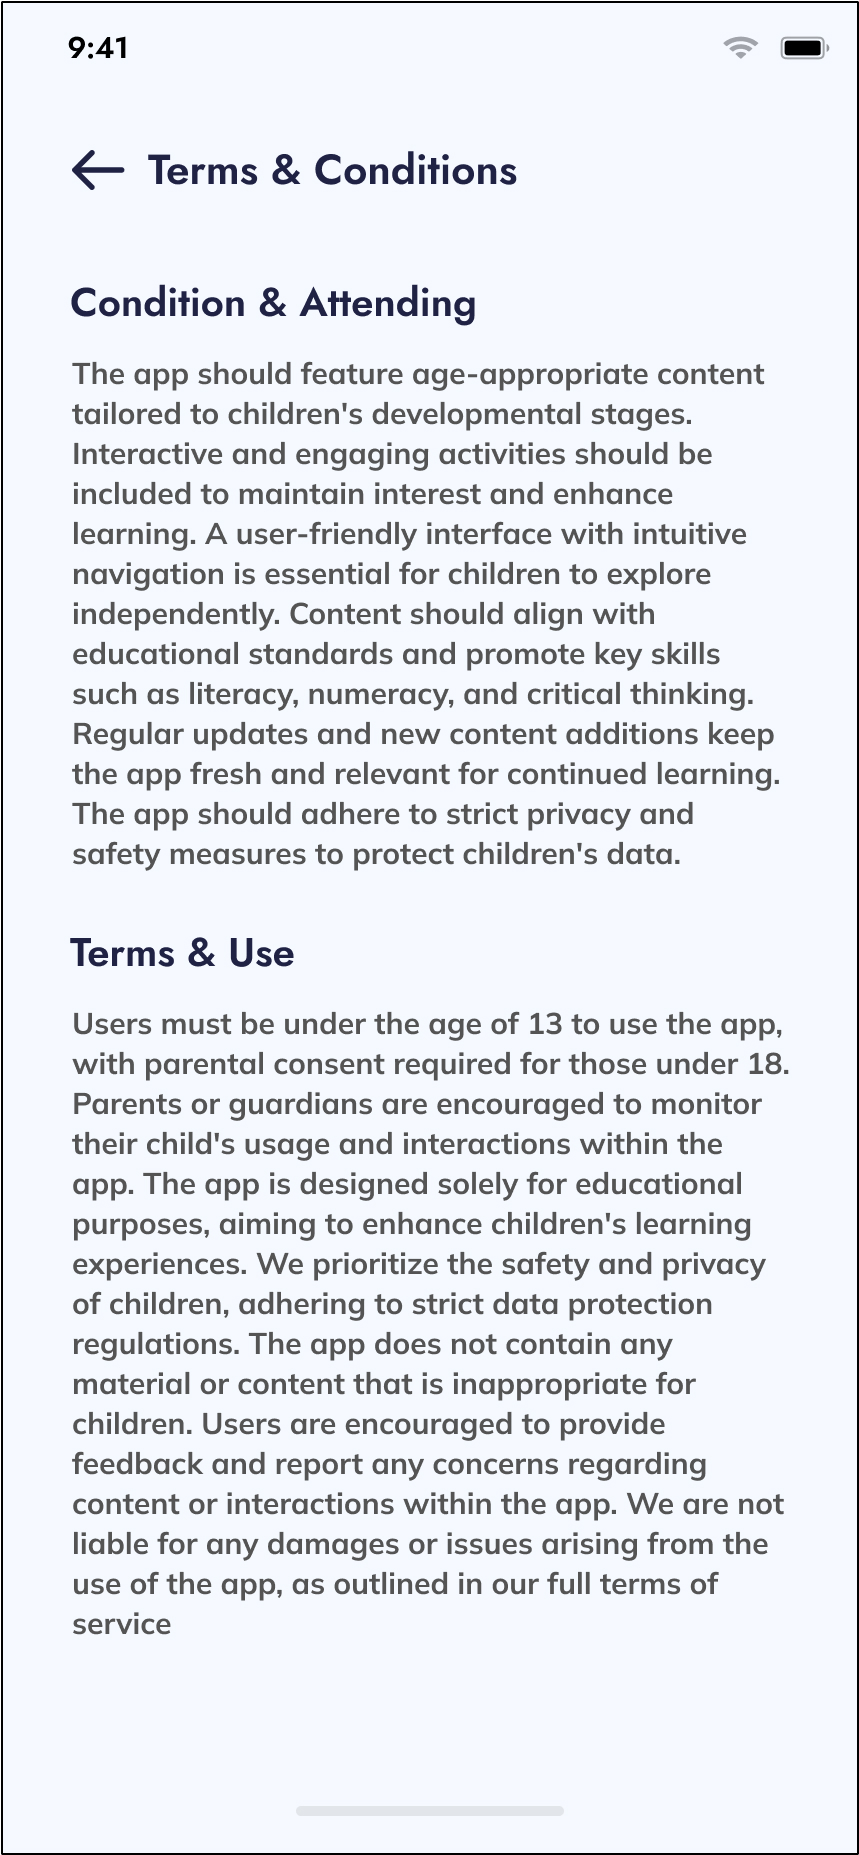 9:41
Terms & Conditions
Condition & Attending
The app should feature age-appropriate content
tailored to children's developmental stages.
Interactive and engaging activities should be
included to maintain interest and enhance
learning. A user-friendly interface with intuitive
navigation is essential for children to explore
independently. Content should align with
educational standards and promote key skills
such as literacy, numeracy, and critical thinking.
Regular updates and new content additions keep
the app fresh and relevant for continued learning.
The app should adhere to strict privacy and
safety measures to protect children's data.
Terms & Use
Users must be under the age of 13 to use the app,
with parental consent required for those under 18.
Parents or guardians are encouraged to monitor
their child's usage and interactions within the
app. The app is designed solely for educational
purposes, aiming to enhance children's learning
experiences. We prioritize the safety and privacy
of children, adhering to strict data protection
regulations. The app does not contain any
material or content that is inappropriate for
children. Users are encouraged to provide
feedback and report any concerns regarding
content or interactions within the app. We are not
liable for any damages or issues arising from the
use of the app, as outlined in our full terms of
service